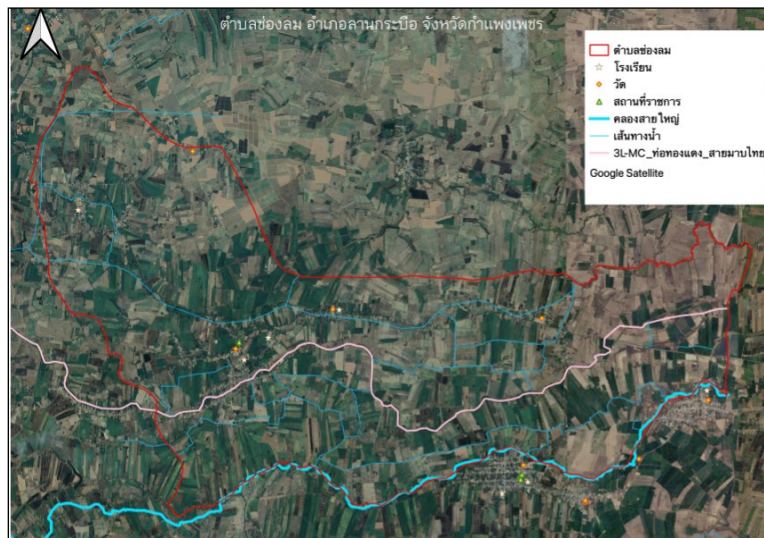 ตำบลช่องลม อำเภอลานกระบือ จังหวัดกำแพงเพชร
ตำบลช่องลม
โรงเรียน
วัด
สถานที่ราชการ
คลองสายใหญ่
เส้นทางน้ำ
3L-MC_ท่อทองแดง_สายมาบไทย
Google Satellite